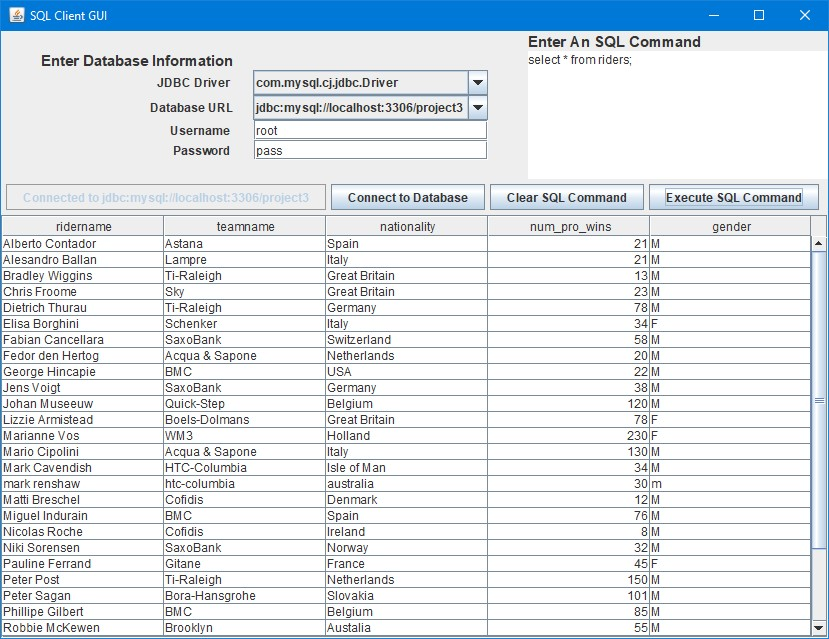 SQL Client GUI
Enter Database Information
JDBC Driver com.mysql.cj.jdbc.Driver
Database URL jdbc:mysql://localhost:3306/project3
Username root
Password pass
Enter An SQL Command
select * from riders;
Connected to jdbc:mysql://localhost:3306/project3 Connect to Database Clear SQL Command Execute SQL Command
ridername teamname nationality num_pro_wins gender
Alberto Contador Astana Spain 21 M
Alesandro Ballan Lampre Italy 21 M
Bradley Wiggins Ti-Raleigh Great Britain 13 M
Chris Froome Sky Great Britain 23 M
Dietrich Thurau Ti-Raleigh Germany 78 M
Elisa Borghini Schenker Italy 34 F
Fabian Cancellara SaxoBank Switzerland 58 M
Fedor den Hertog Acqua & Sapone Netherlands 20 M
George Hincapie BMC USA 22 M
Jens Voigt SaxoBank Germany 38 M
Johan Museeuw Quick-Step Belgium 120 M
Lizzie Armistead Boels-Dolmans Great Britain 78 F
Marianne Vos WM3 Holland 230 F
Mario Cipolini Acqua & Sapone Italy 130 M
Mark Cavendish HTC-Columbia Isle of Man 34 M
mark renshaw htc-columbia australia 30 m
Matti Breschel Cofidis Denmark 12 M
Miguel Indurain BMC Spain 76 M
Nicolas Roche Cofidis Ireland 8 M
Niki Sorensen SaxoBank Norway 32 M
Pauline Ferrand Gitane France 45 F
Peter Post Ti-Raleigh Netherlands 150 M
Peter Sagan Bora-Hansgrohe Slovakia 101 M
Phillipe Gilbert BMC Belgium 85 M
Robbie McKewen Brooklyn Austalia 55 M